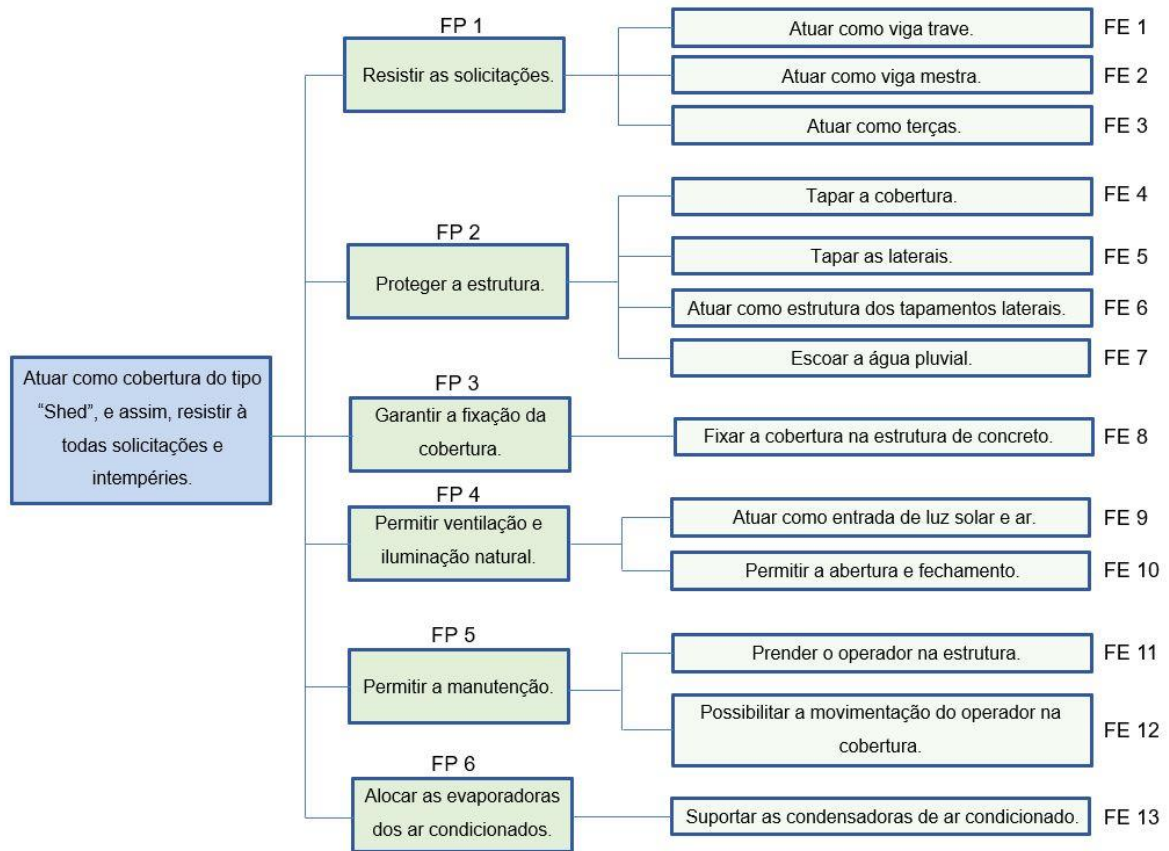 FP 1
Resistir as solicitações.
Atuar como viga trave.
FE 1
Atuar como viga mestra.
FE 2
Atuar como terças.
FE 3
FP 2
Proteger a estrutura.
Tapar a cobertura.
FE 4
Tapar as laterais.
FE 5
Atuar como estrutura dos tapamentos laterais.
FE 6
Escoar a água pluvial.
FE 7
Atuar como cobertura do tipo
“Shed”, e assim, resistir à
todas solicitações e
intempéries.
FP 3
Garantir a fixação da
cobertura.
Fixar a cobertura na estrutura de concreto.
FE 8
FP 4
Permitir ventilação e
iluminação natural.
Atuar como entrada de luz solar e ar.
FE 9
Permitir a abertura e fechamento.
FE 10
FP 5
Permitir a manutenção.
Prender o operador na estrutura.
FE 11
Possibilitar a movimentação do operador na
cobertura.
FE 12
FP 6
Alocar as evaporadoras
dos ar condicionados.
Suportar as condensadoras de ar condicionado.
FE 13